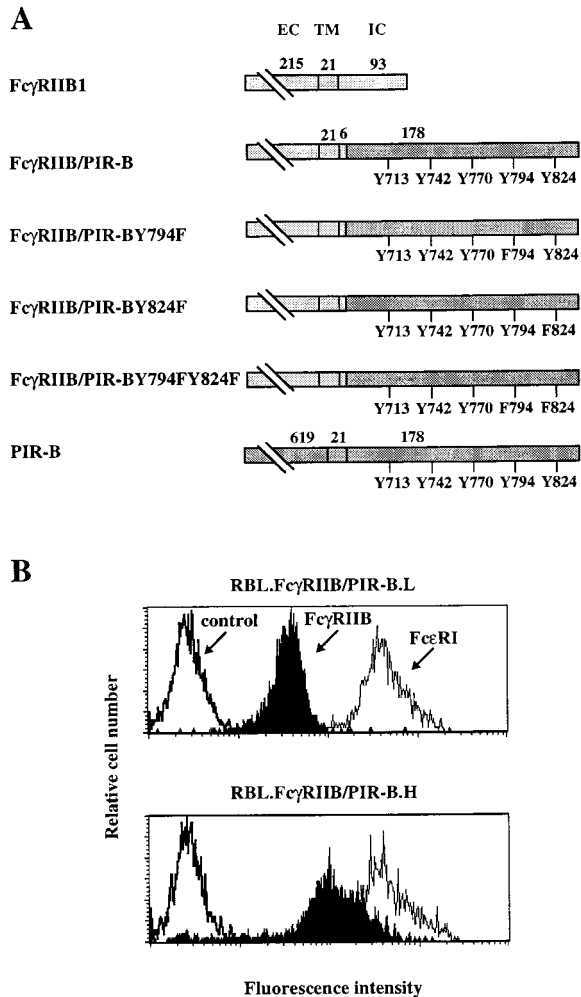 A
EC TM IC
FcγRIIB1 215 21 93
FcγRIIB/PIR-B 21 6 178
Y713 Y742 Y770 Y794 Y824
FcγRIIB/PIR-BY794F
Y713 Y742 Y770 F794 Y824
FcγRIIB/PIR-BY824F
Y713 Y742 Y770 Y794 F824
FcγRIIB/PIR-BY794FY824F
Y713 Y742 Y770 F794 F824
PIR-B 619 21 178
Y713 Y742 Y770 Y794 Y824
B
RBL.FcγRIIB/PIR-B.L
control FcγRIIB FcεRI
Relative cell number
RBL.FcγRIIB/PIR-B.H
Fluorescence intensity